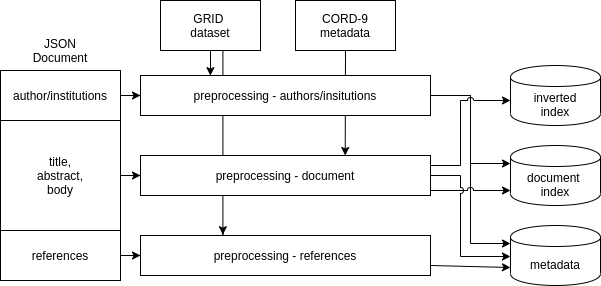 GRID
dataset
CORD-9
metadata
JSON
Document
author/institutions
preprocessing - authors/insitutions
inverted
index
title,
abstract,
body
preprocessing - document
document
index
references
preprocessing - references
metadata